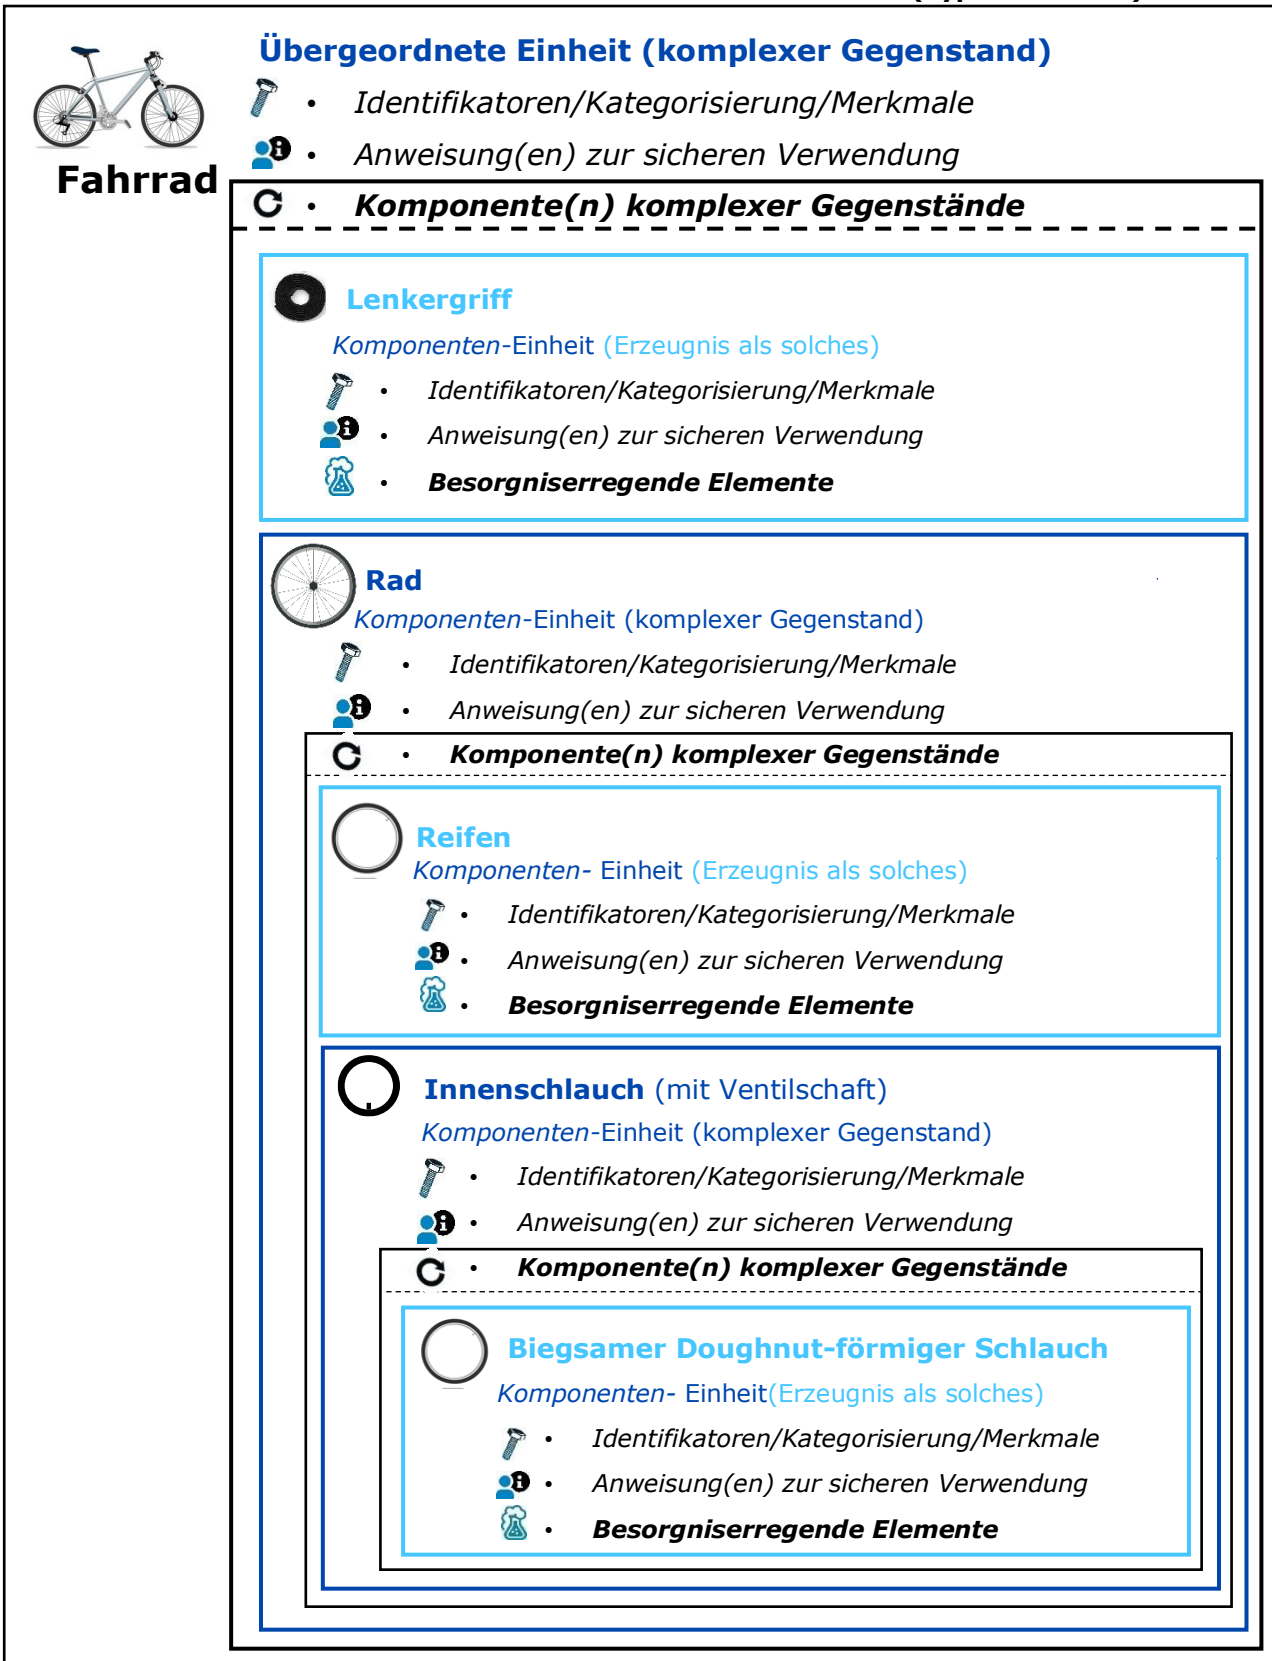 Übergeordnete Einheit (komplexer Gegenstand)
• Identifikatoren/Kategorisierung/Merkmale
• Anweisung(en) zur sicheren Verwendung
Fahrrad
• Komponente(n) komplexer Gegenstände
Lenkergriff
Komponenten-Einheit (Erzeugnis als solches)
• Identifikatoren/Kategorisierung/Merkmale
• Anweisung(en) zur sicheren Verwendung
• Besorgniserregende Elemente
Rad
Komponenten-Einheit (komplexer Gegenstand)
• Identifikatoren/Kategorisierung/Merkmale
• Anweisung(en) zur sicheren Verwendung
• Komponente(n) komplexer Gegenstände
Reifen
Komponenten- Einheit (Erzeugnis als solches)
• Identifikatoren/Kategorisierung/Merkmale
• Anweisung(en) zur sicheren Verwendung
• Besorgniserregende Elemente
Innenschlauch (mit Ventilschaft)
Komponenten-Einheit (komplexer Gegenstand)
• Identifikatoren/Kategorisierung/Merkmale
• Anweisung(en) zur sicheren Verwendung
• Komponente(n) komplexer Gegenstände
Biegsamer Doughnut-förmiger Schlauch
Komponenten- Einheit(Erzeugnis als solches)
• Identifikatoren/Kategorisierung/Merkmale
• Anweisung(en) zur sicheren Verwendung
• Besorgniserregende Elemente